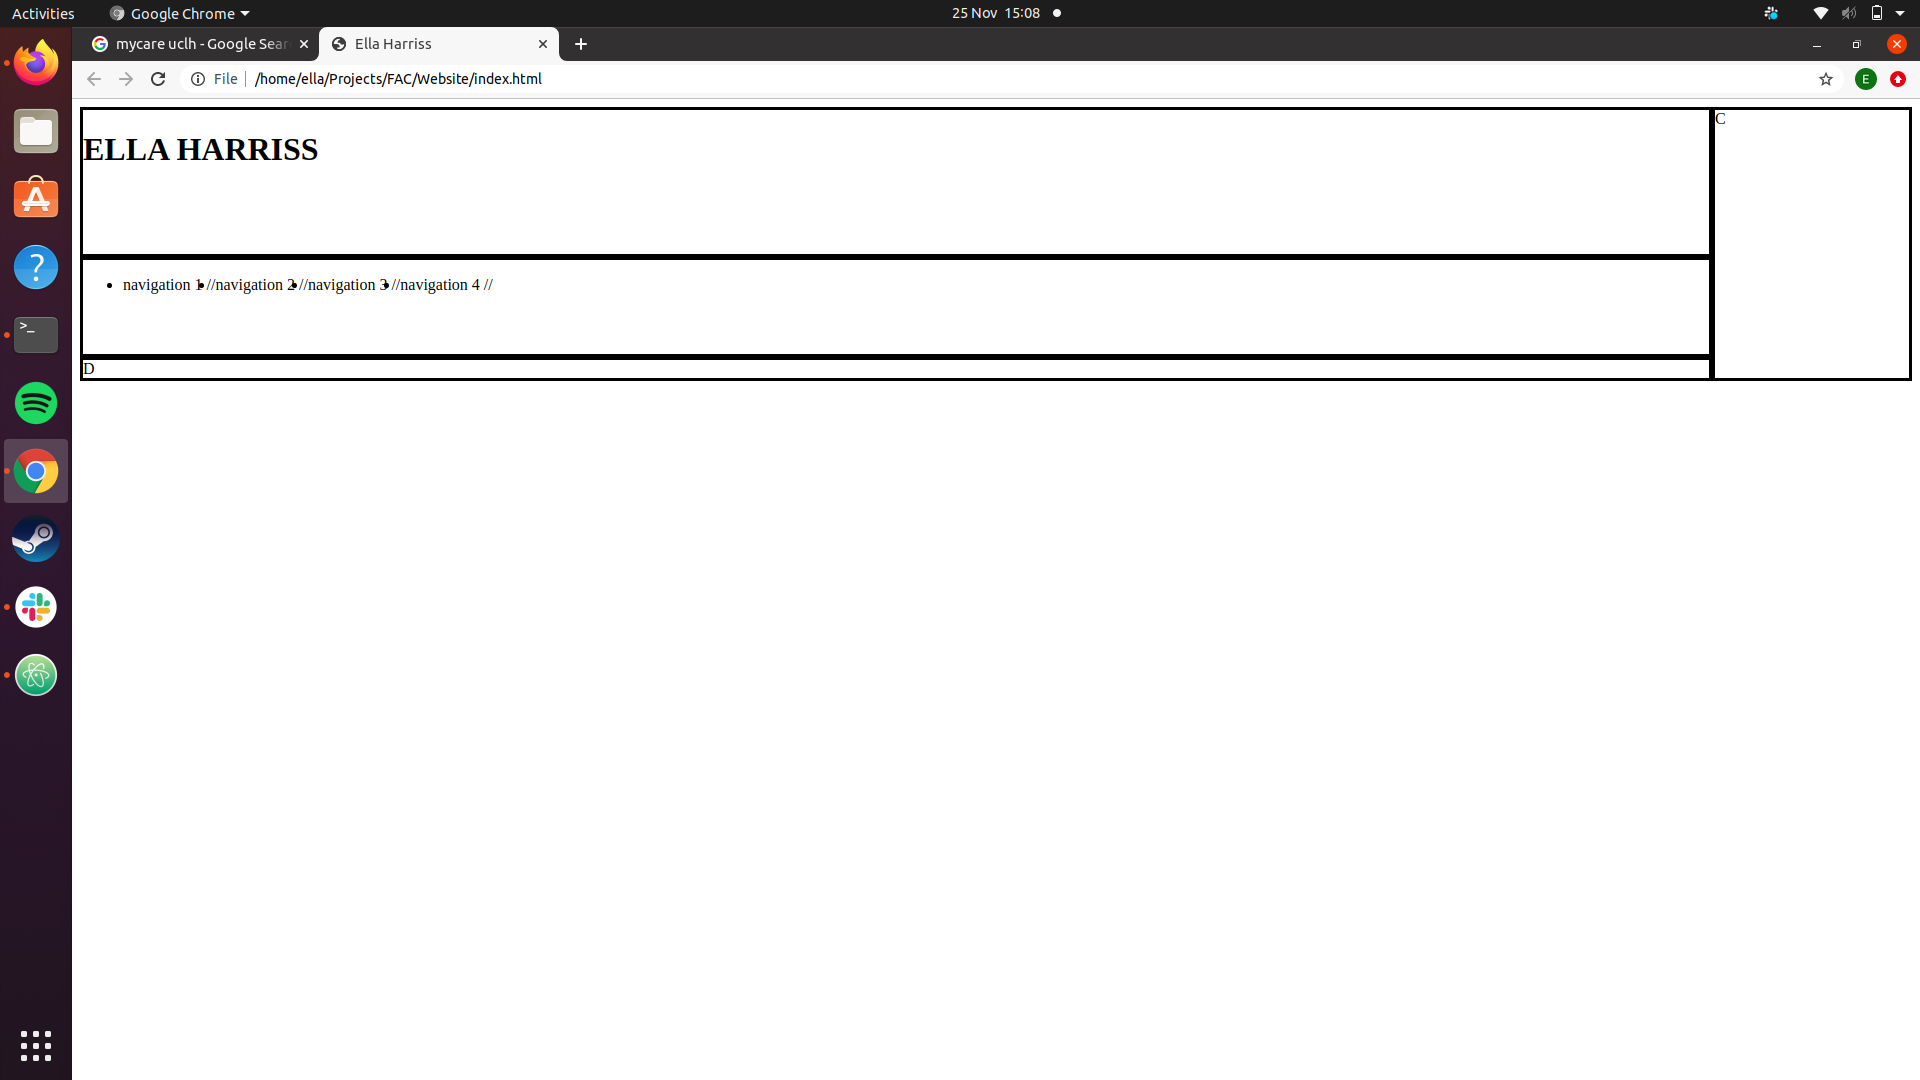 Activities
Google Chrome
25 Nov 15:08
mycare uclh - Google Sear
Ella Harriss
File
/home/ella/Projects/FAC/Website/index.html
E
ELLA HARRISS
C
navigation 1 //navigation 2 //navigation 3 //navigation 4 //
D